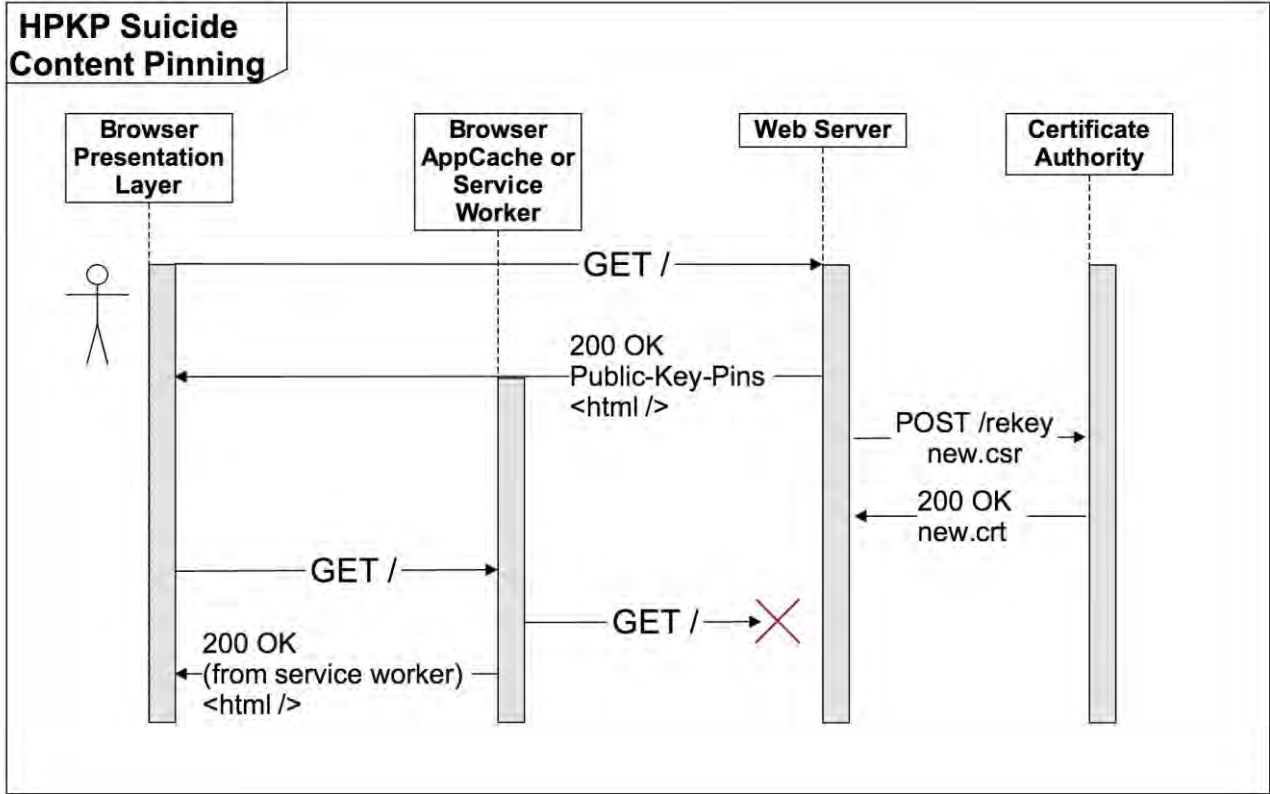 HPKP Suicide
Content Pinning
Browser
Presentation
Layer
Browser
AppCache or
Service
Worker
Web Server
Certificate
Authority
GET /
200 OK
Public-Key-Pins
<html />
POST /rekey
new.csr
200 OK
new.crt
GET /
GET /
200 OK
(from service worker)
<html />